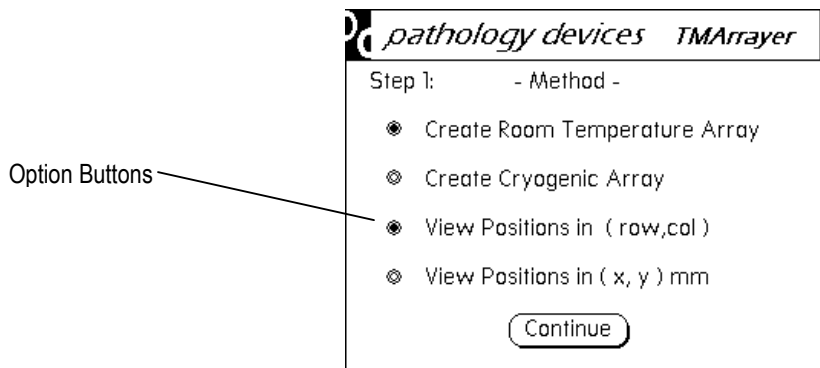 pathology devices TMArrayer
Step 1: - Method -
Create Room Temperature Array
Create Cryogenic Array
Option Buttons
View Positions in ( row,col )
View Positions in ( x, y ) mm
Continue